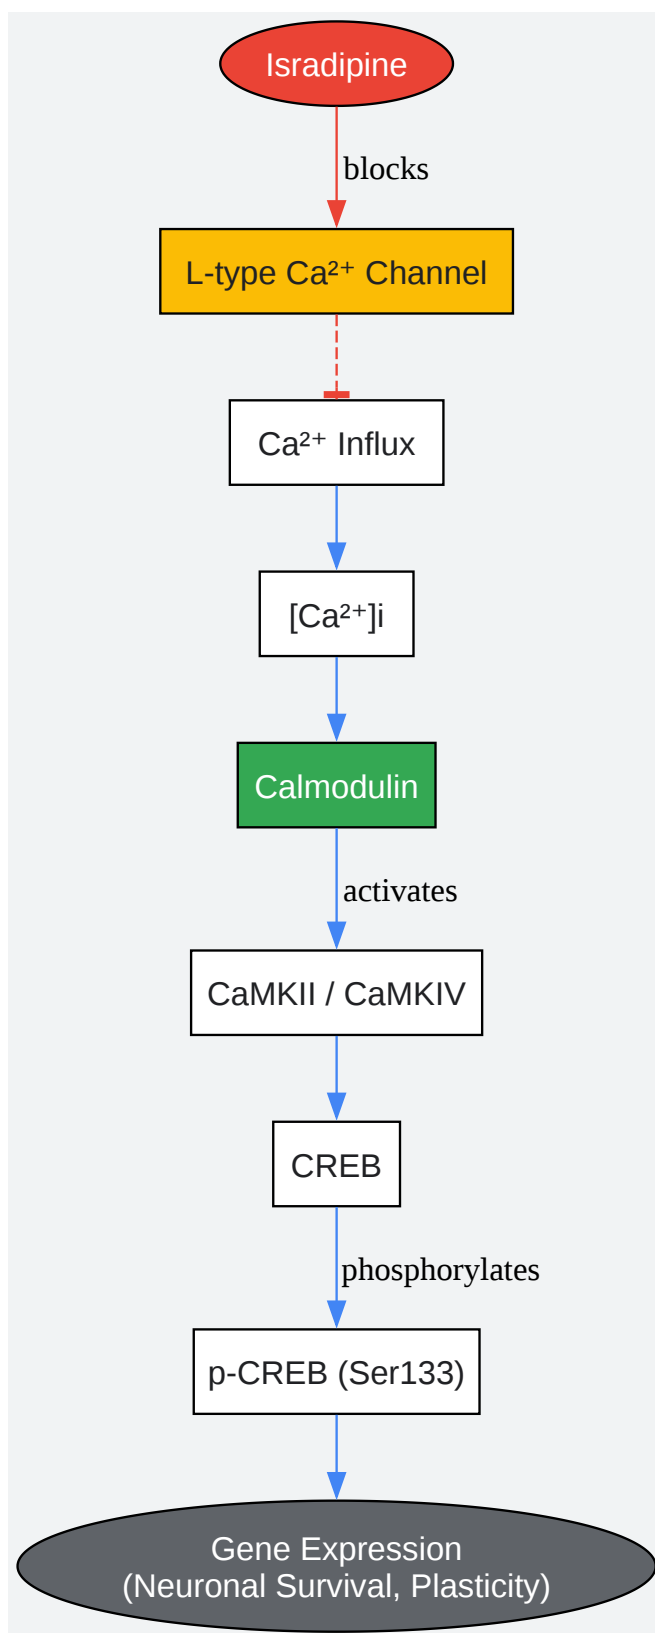 Isradipine
blocks
L-type Ca²⁺ Channel
Ca²⁺ Influx
[Ca²⁺]i
Calmodulin
activates
CaMKII / CaMKIV
CREB
phosphorylates
p-CREB (Ser133)
Gene Expression
(Neuronal Survival, Plasticity)